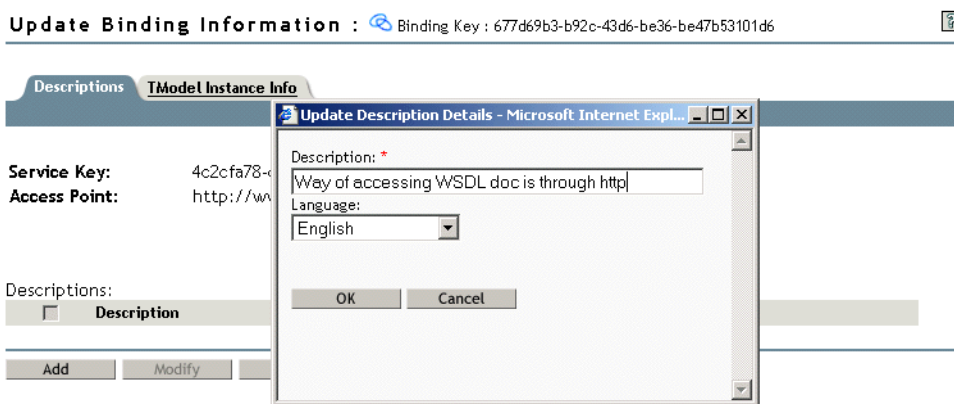 Update Binding Information : Binding Key : 677d69b3-b92c-43d6-be36-be47b53101d6
Descriptions TModel Instance Info
Update Description Details - Microsoft Internet Expl...
Description: *
Way of accessing WSDL doc is through http
Language:
English
OK Cancel
Service Key: 4c2cfa78-
Access Point: http://w
Descriptions:
Description
Add Modify